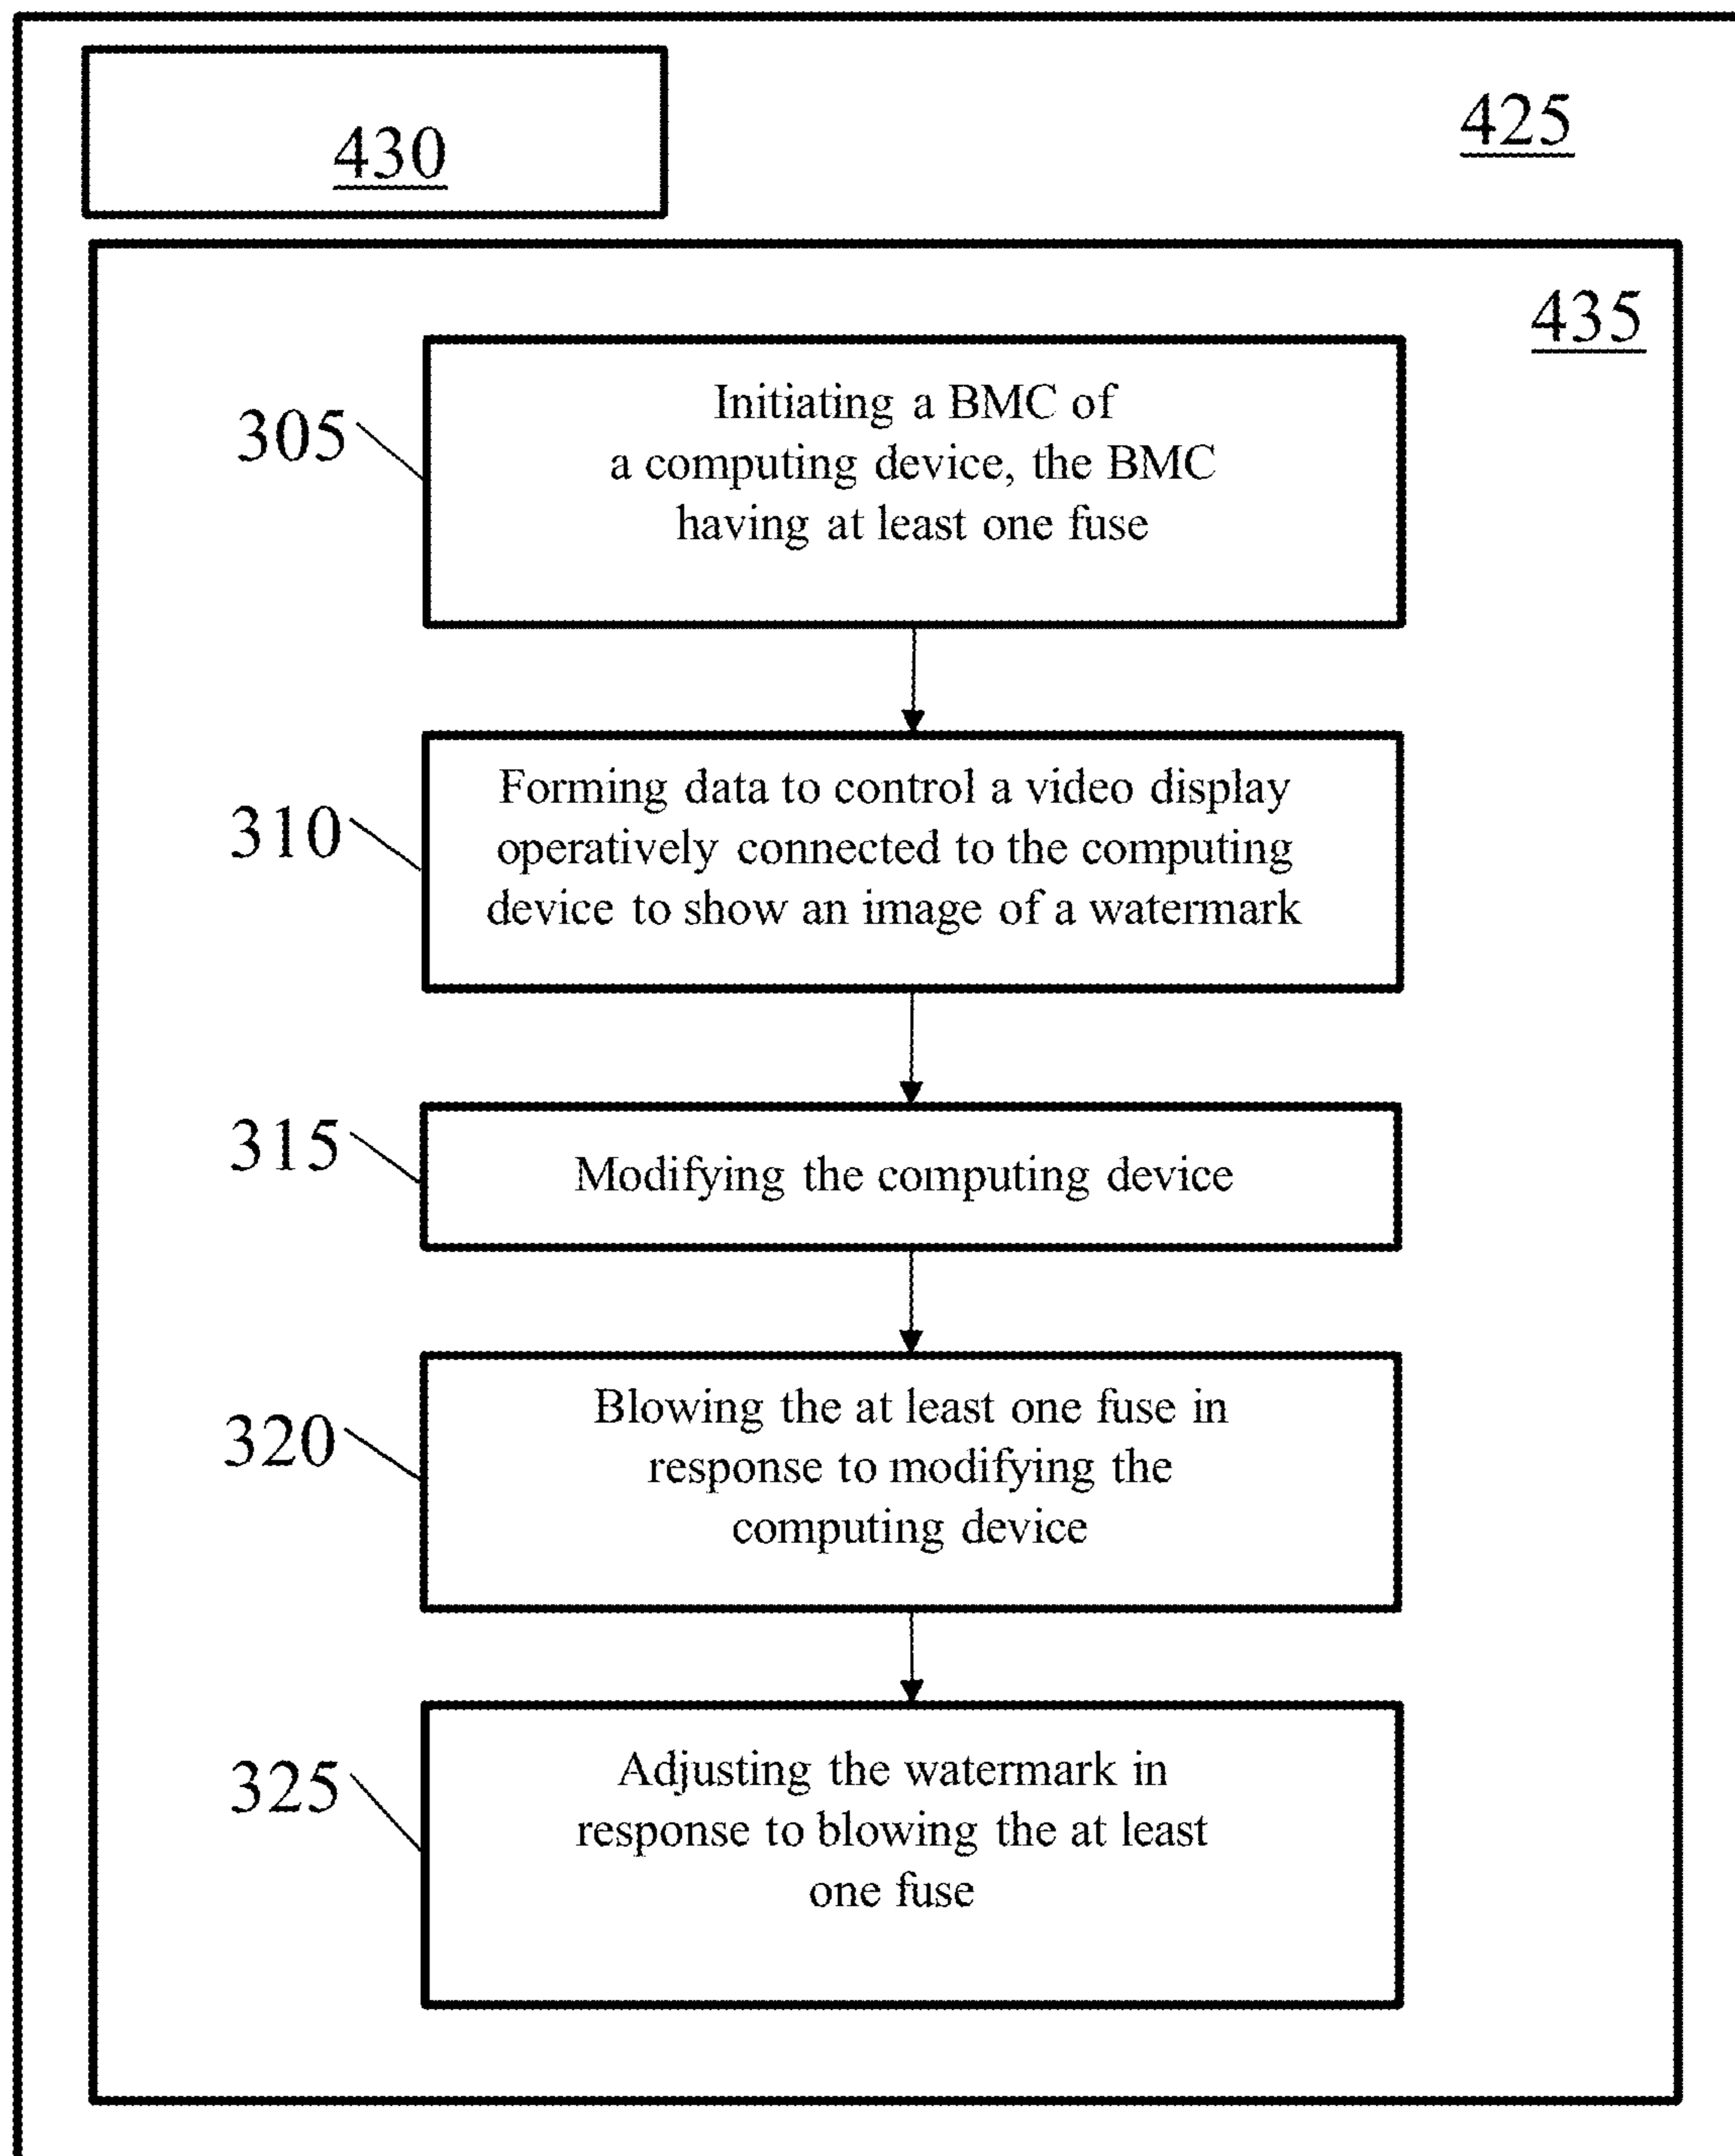 425
430
435
305
Initiating a BMC of
a computing device, the BMC
having at least one fuse
310
Forming data to control a video display
operatively connected to the computing
device to show an image of a watermark
315
Modifying the computing device
320
Blowing the at least one fuse in
response to modifying the
computing device
325
Adjusting the watermark in
response to blowing the at least
one fuse